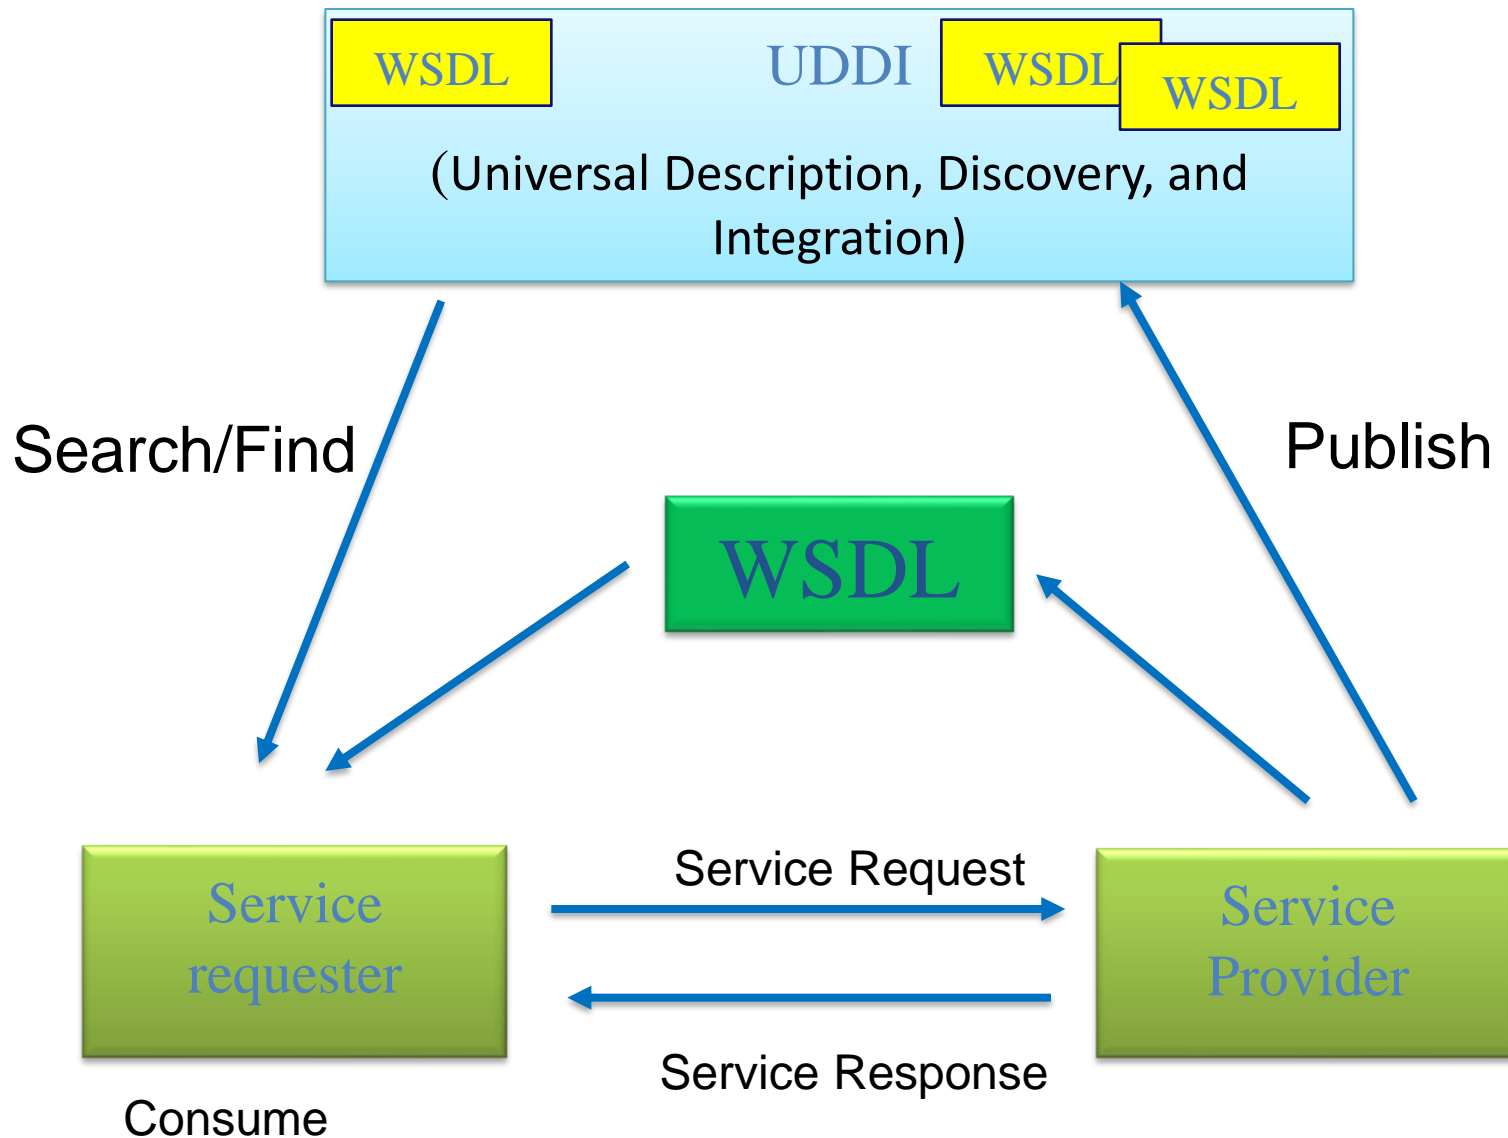 WSDL
UDDI
WSDL
WSDL
(Universal Description, Discovery, and
Integration)
Search/Find
Publish
WSDL
Service
requester
Service Request
Service
Provider
Service Response
Consume